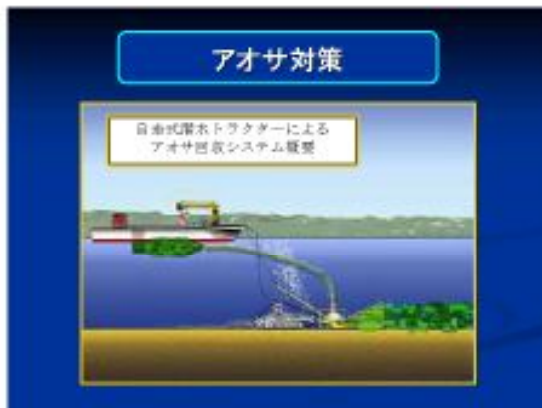 アオサ対策
自走式潜水トラクターによる
アオサ回収システム概要